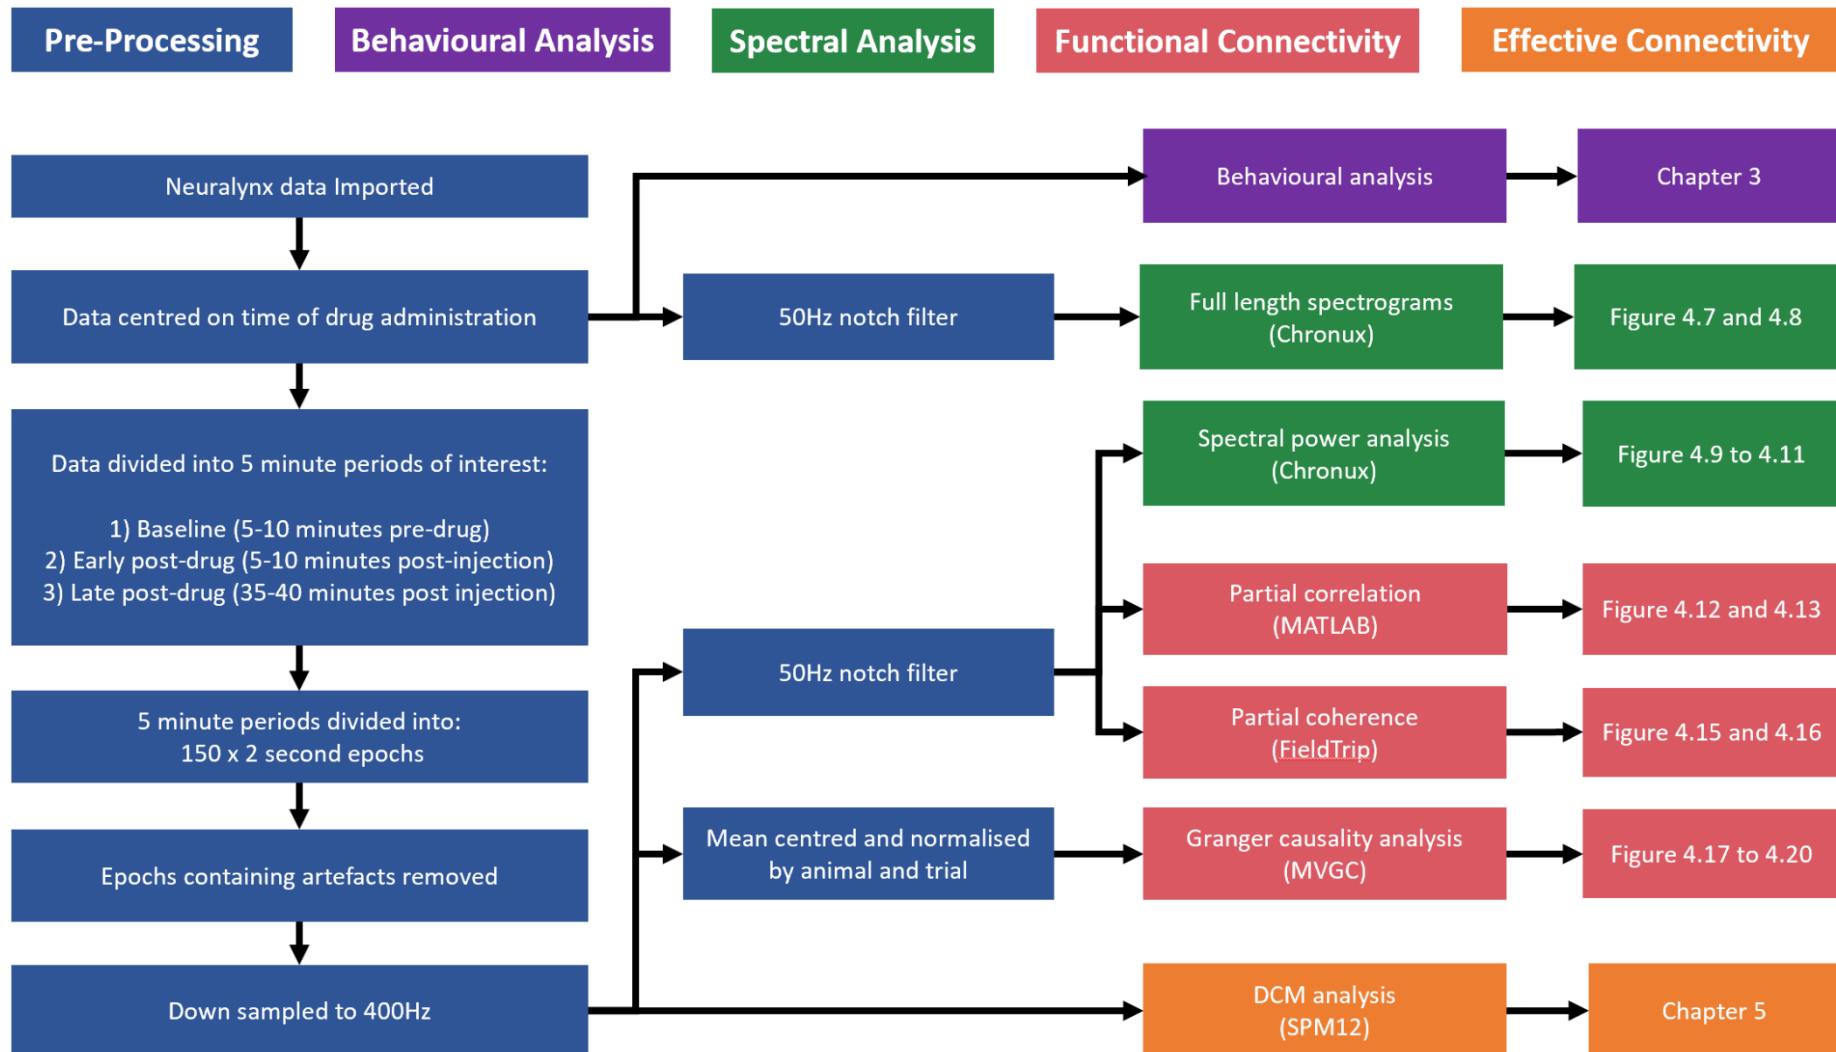 Pre-Processing
Behavioural Analysis
Spectral Analysis
Functional Connectivity
Effective Connectivity
Neuralynx data Imported
Behavioural analysis
Chapter 3
Data centred on time of drug administration
50Hz notch filter
Full length spectrograms
(Chronux)
Figure 4.7 and 4.8
Data divided into 5 minute periods of interest:
1) Baseline (5-10 minutes pre-drug)
2) Early post-drug (5-10 minutes post-injection)
3) Late post-drug (35-40 minutes post injection)
Spectral power analysis
(Chronux)
Figure 4.9 to 4.11
Partial correlation
(MATLAB)
Figure 4.12 and 4.13
50Hz notch filter
5 minute periods divided into:
150 x 2 second epochs
Partial coherence
(FieldTrip)
Figure 4.15 and 4.16
Epochs containing artefacts removed
Mean centred and normalised
by animal and trial
Granger causality analysis
(MVGC)
Figure 4.17 to 4.20
Down sampled to 400Hz
DCM analysis
(SPM12)
Chapter 5